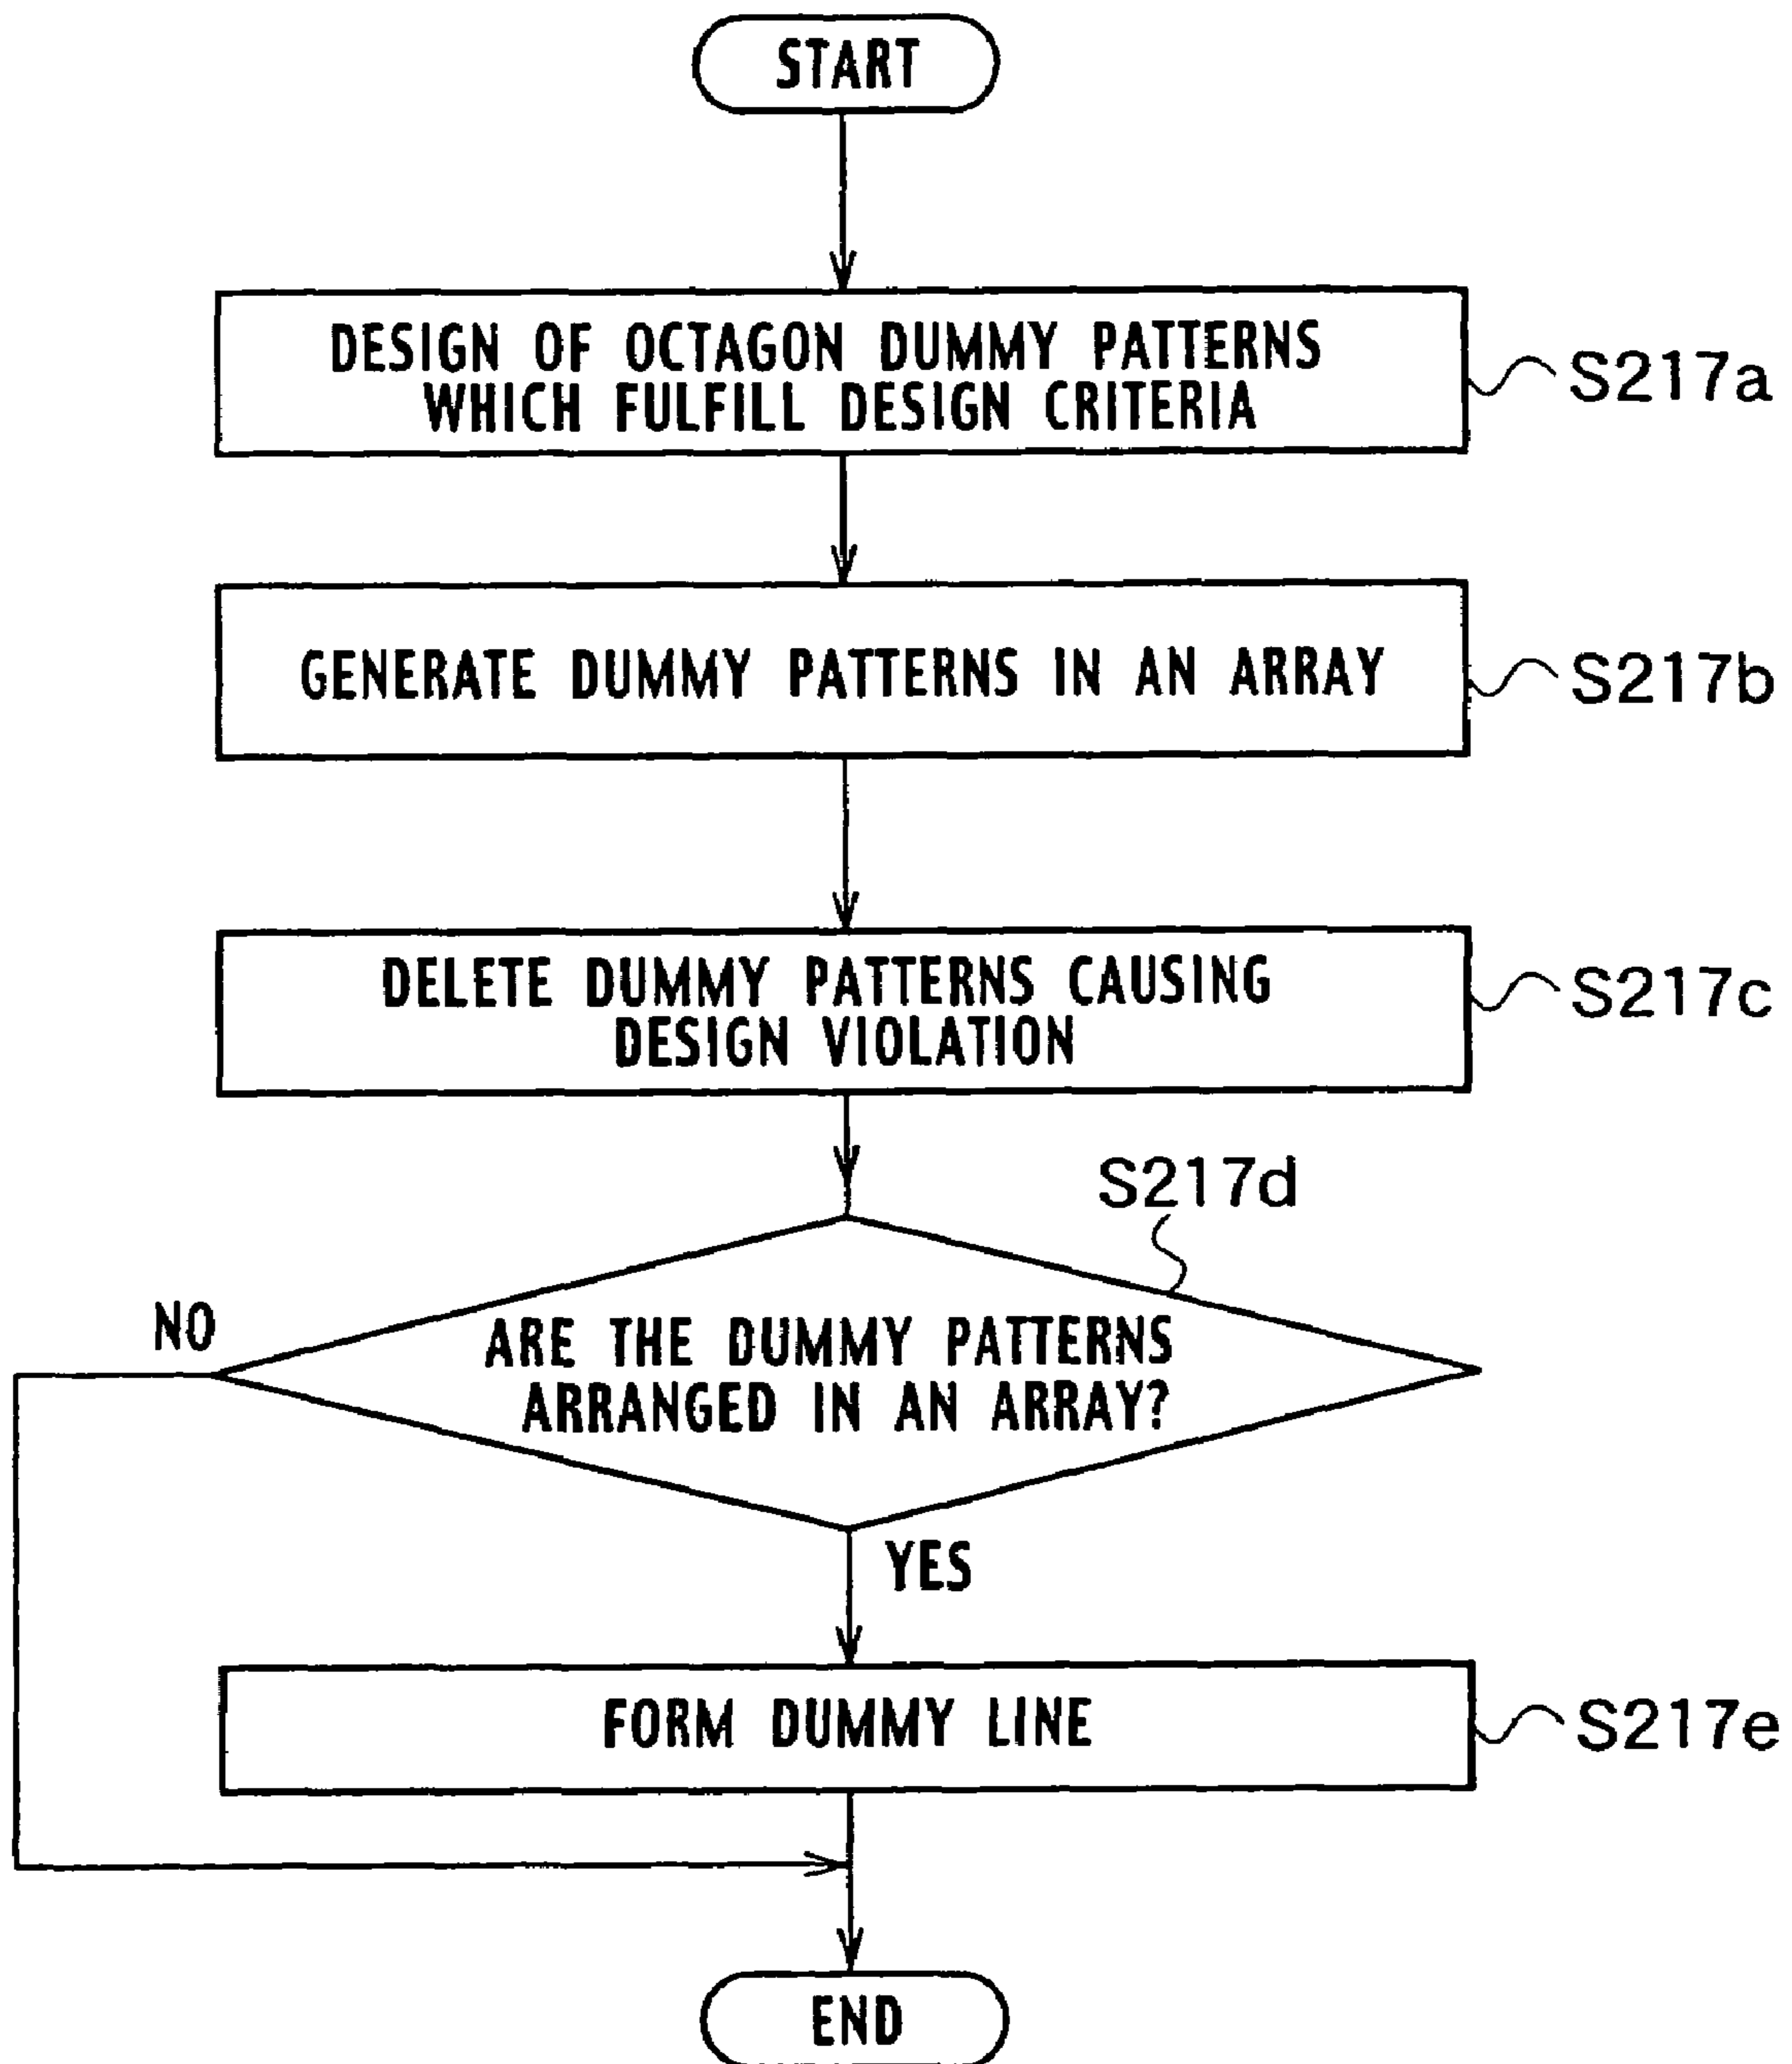 START
DESIGN OF OCTAGON DUMMY PATTERNS
WHICH FULFILL DESIGN CRITERIA
S217a
GENERATE DUMMY PATTERNS IN AN ARRAY
S217b
DELETE DUMMY PATTERNS CAUSING
DESIGN VIOLATION
S217c
S217d
NO
ARE THE DUMMY PATTERNS
ARRANGED IN AN ARRAY?
YES
FORM DUMMY LINE
S217e
END